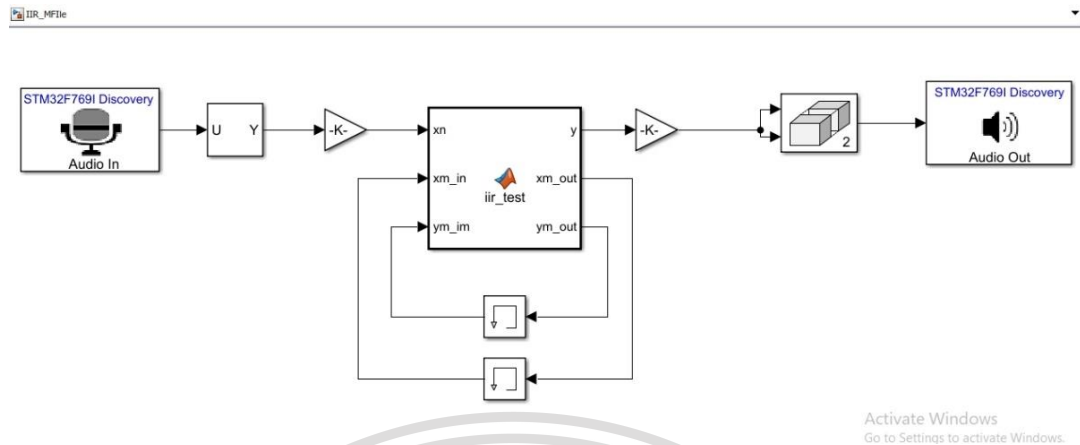 IIR_MFIle
STM32F769I Discovery
Audio In
U Y
-K-
xn
xm_in
ym_im
iir_test
y
xm_out
ym_out
-K-
2
STM32F769I Discovery
Audio Out
Activate Windows
Go to Settings to activate Windows.